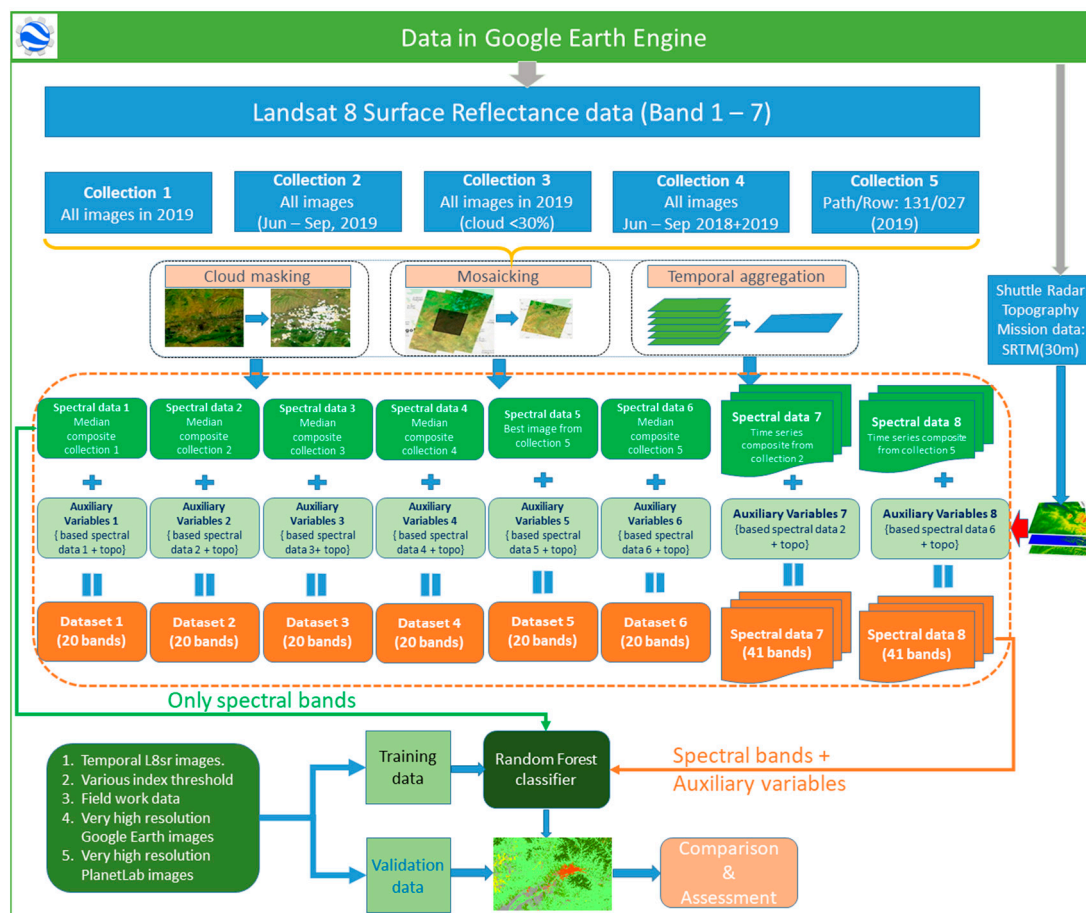 Data in Google Earth Engine
Landsat 8 Surface Reflectance data (Band 1 – 7)
Collection 1
All images in 2019
Collection 2
All images
(Jun – Sep, 2019
Collection 3
All images in 2019
(cloud <30%)
Collection 4
All images
Jun – Sep 2018+2019
Collection 5
Path/Row: 131/027
(2019)
Cloud masking
Mosaicking
Temporal aggregation
Shuttle Radar
Topography
Mission data:
SRTM(30m)
Spectral data 1
Median
composite
collection 1
Spectral data 2
Median
composite
collection 2
Spectral data 3
Median
composite
collection 3
Spectral data 4
Median
composite
collection 4
Spectral data 5
Best image from
collection 5
Spectral data 6
Median
composite
collection 5
Spectral data 7
Time series
composite from
collection 2
Spectral data 8
Time series composite
from collection 5
Auxiliary
Variables 1
{ based spectral
data 1 + topo}
Auxiliary
Variables 2
{ based spectral
data 2 + topo}
Auxiliary
Variables 3
{ based spectral
data 3+ topo}
Auxiliary
Variables 4
{ based spectral
data 4 + topo}
Auxiliary
Variables 5
{ based spectral
data 5 + topo}
Auxiliary
Variables 6
{ based spectral
data 6 + topo}
Auxiliary Variables 7
{based spectral data 2
+ topo}
Auxiliary Variables 8
{based spectral data 6
+ topo}
Dataset 1
(20 bands)
Dataset 2
(20 bands)
Dataset 3
(20 bands)
Dataset 4
(20 bands)
Dataset 5
(20 bands)
Dataset 6
(20 bands)
Spectral data 7
(41 bands)
Spectral data 8
(41 bands)
Only spectral bands
Spectral bands +
Auxiliary variables
1. Temporal L8sr images.
2. Various index threshold
3. Field work data
4. Very high resolution
Google Earth images
5. Very high resolution
PlanetLab images
Training
data
Random Forest
classifier
Validation
data
Comparison
&
Assessment